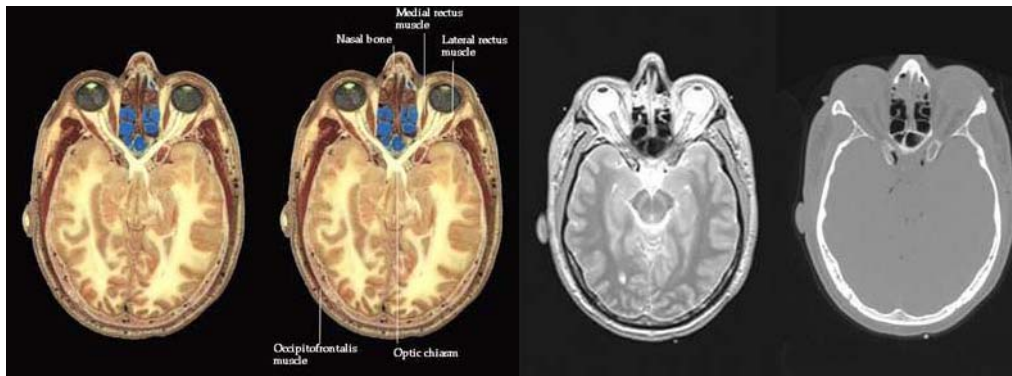 Medial rectus
muscle
Nasal bone
Lateral rectus
muscle
Occipitofrontalis
muscle
Optic chiasm